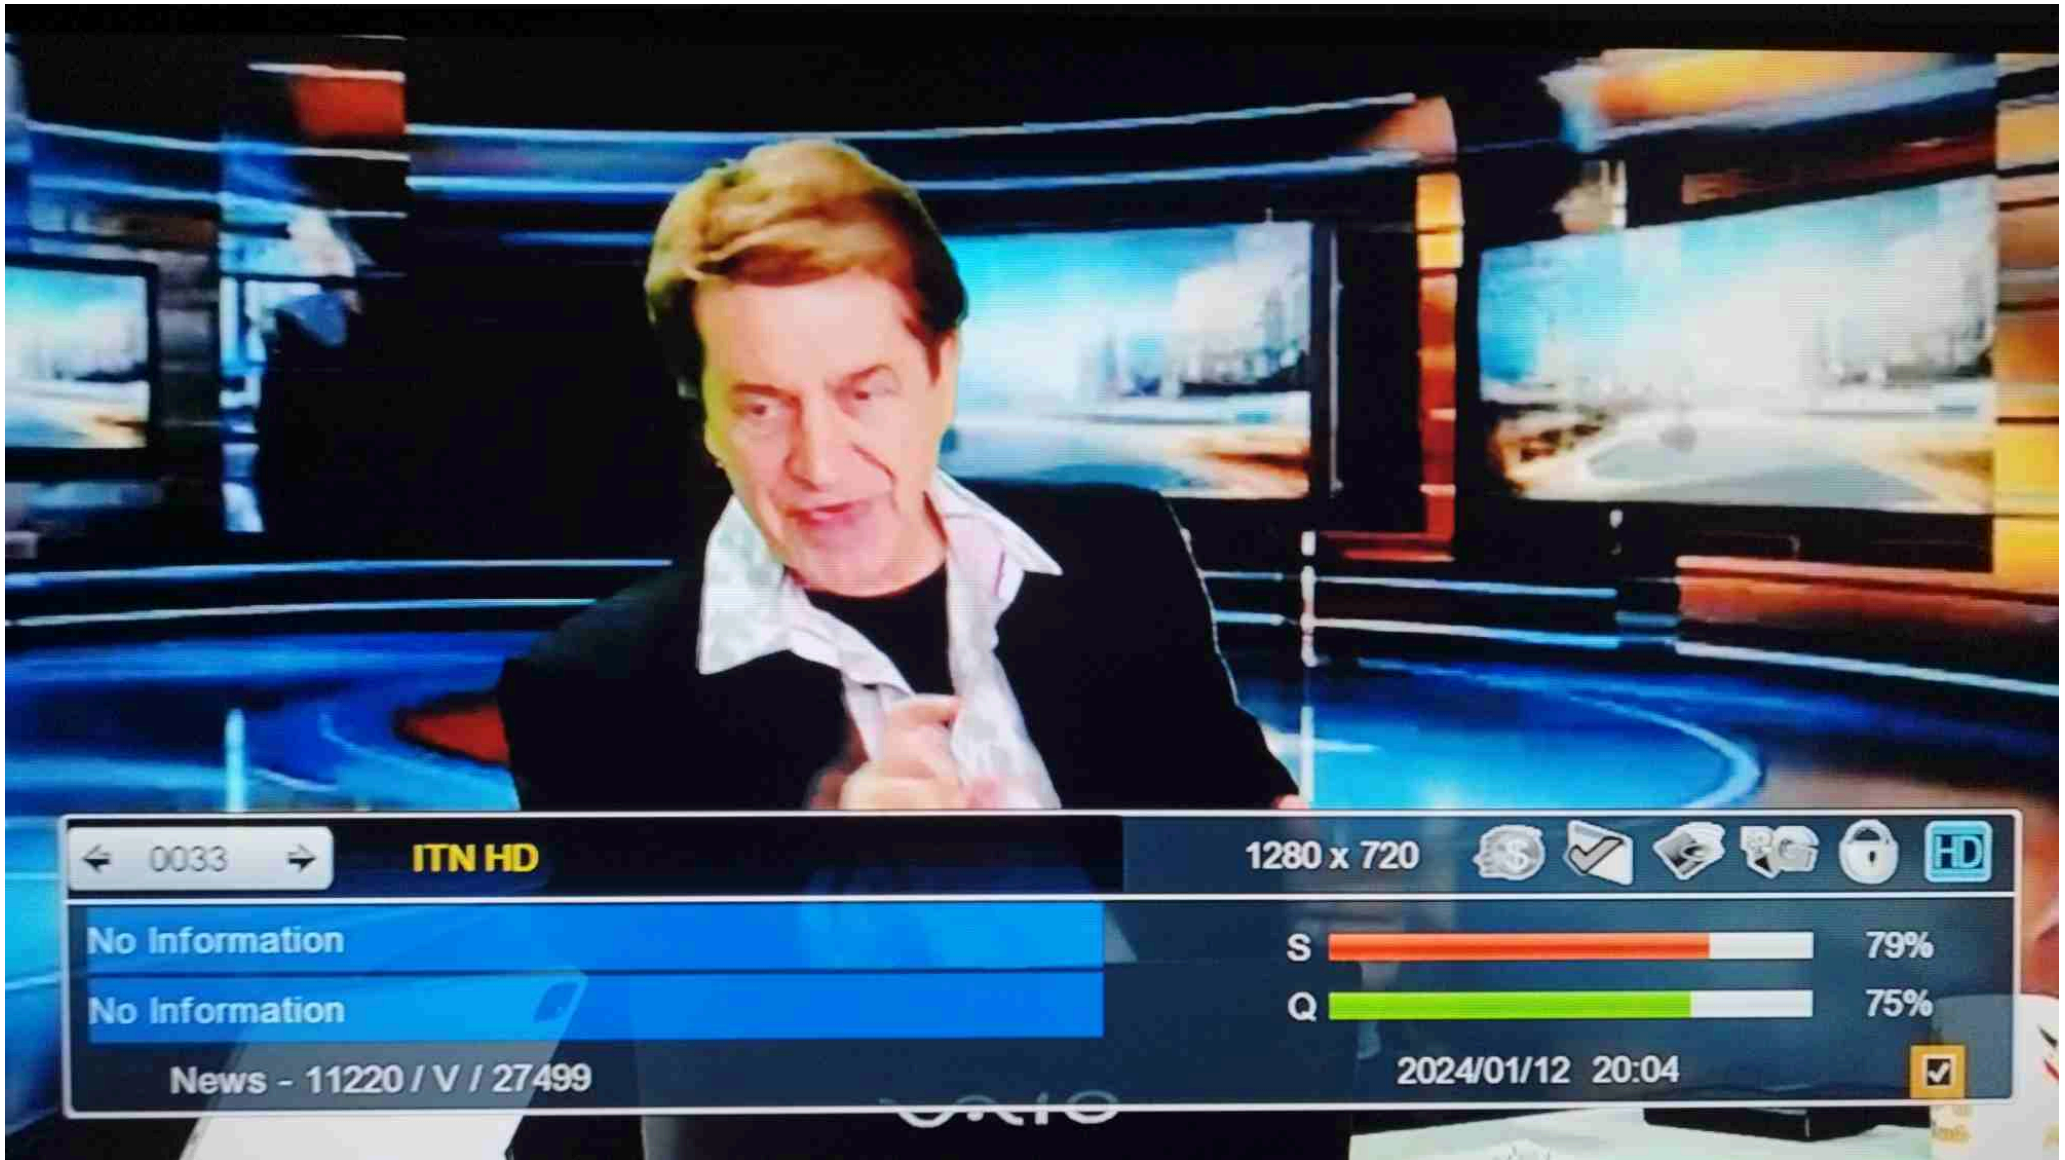 0033
ITN HD
1280 x 720
HD
No Information
S 79%
No Information
Q 75%
News - 11220 / V / 27499
2024/01/12 20:04
VAIO